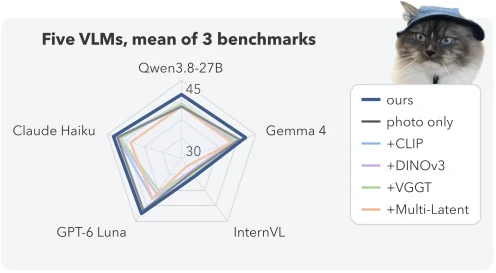 Five VLMs, mean of 3 benchmarks
Qwen3.8-27B
45
Claude Haiku
Gemma 4
30
GPT-6 Luna
InternVL
ours
photo only
+CLIP
+DINOv3
+VGGT
+Multi-Latent